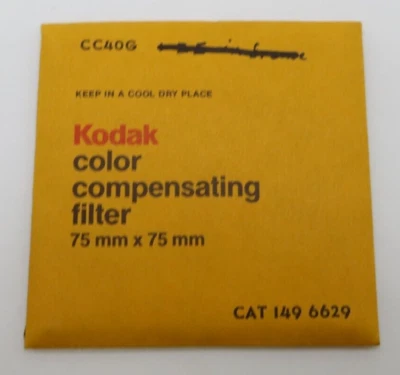 CC40G
KEEP IN A COOL DRY PLACE
Kodak
color
compensating
filter
75 mm x 75 mm
CAT 149 6629